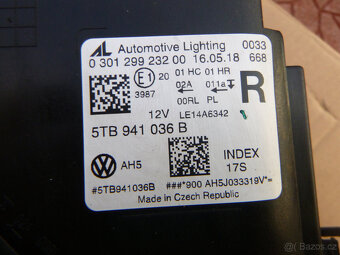 AL Automotive Lighting 0033
0 301 299 232 00 16.05.18 668
E1 20 01 HC 01 HR
02A 011a
3987 00RL PL R
12V LE14A6342
5TB 941 036 B
VW AH5 INDEX
17S
#5TB941036B ###*900 AH5J033319V*=
Made in Czech Republic
bazos.cz